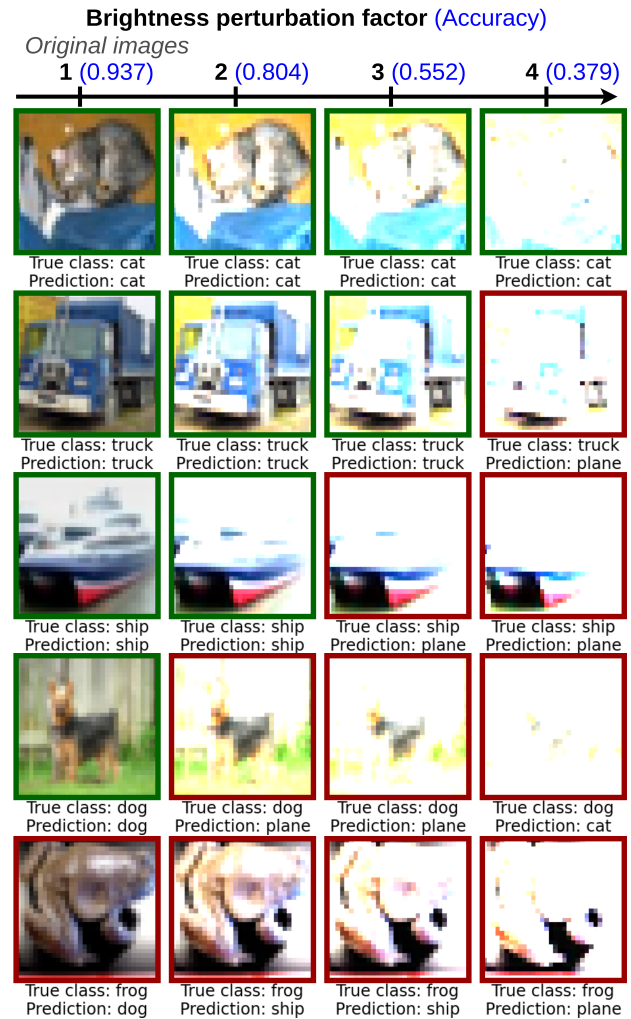 Brightness perturbation factor (Accuracy)
Original images
1 (0.937) 2 (0.804) 3 (0.552) 4 (0.379)
True class: cat True class: cat True class: cat True class: cat
Prediction: cat Prediction: cat Prediction: cat Prediction: cat
True class: truck True class: truck True class: truck True class: truck
Prediction: truck Prediction: truck Prediction: truck Prediction: plane
True class: ship True class: ship True class: ship True class: ship
Prediction: ship Prediction: ship Prediction: plane Prediction: plane
True class: dog True class: dog True class: dog True class: dog
Prediction: dog Prediction: plane Prediction: plane Prediction: cat
True class: frog True class: frog True class: frog True class: frog
Prediction: dog Prediction: ship Prediction: ship Prediction: plane